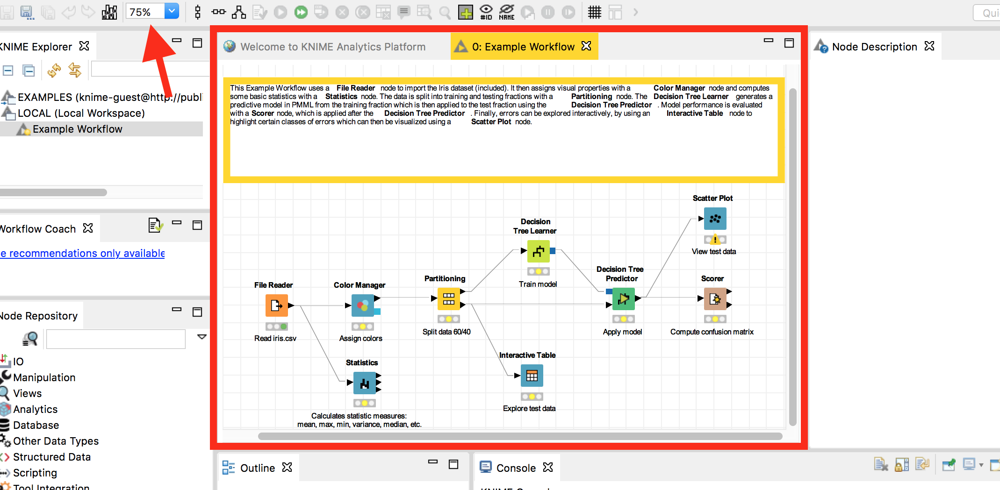 75%
#ID
NAME
Qui
KNIME Explorer
EXAMPLES (knime-guest@http://publi
LOCAL (Local Workspace)
Example Workflow
Workflow Coach
e recommendations only available
Node Repository
IO
Manipulation
Views
Analytics
Database
Other Data Types
Structured Data
Scripting
Tool Integration
Welcome to KNIME Analytics Platform
0: Example Workflow
This Example Workflow uses a File Reader node to import the Iris dataset (included). It then assigns visual properties with a Color Manager node and computes
some basic statistics with a Statistics node. The data is split into training and testing fractions with a Partitioning node. The Decision Tree Learner generates a
predictive model in PMML from the training fraction which is then applied to the test fraction using the Decision Tree Predictor . Model performance is evaluated
with a Scorer node, which is applied after the Decision Tree Predictor . Finally, errors can be explored interactively, by using an Interactive Table node to
highlight certain classes of errors which can then be visualized using a Scatter Plot node.
Scatter Plot
View test data
Decision
Tree Learner
Train model
Decision Tree
Predictor
Apply model
Scorer
Compute confusion matrix
File Reader
Read iris.csv
Color Manager
Assign colors
Partitioning
Split data 60/40
Statistics
Calculates statistic measures:
mean, max, min, variance, median, etc.
Interactive Table
Explore test data
Node Description
Outline
Console